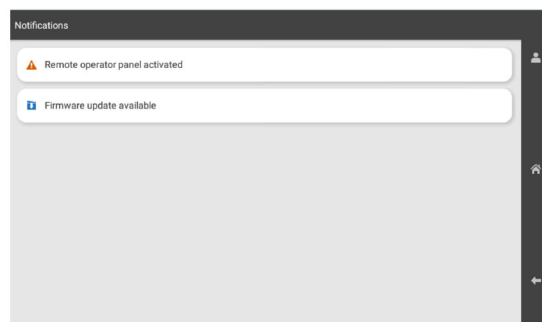 Notifications
Remote operator panel activated
Firmware update available